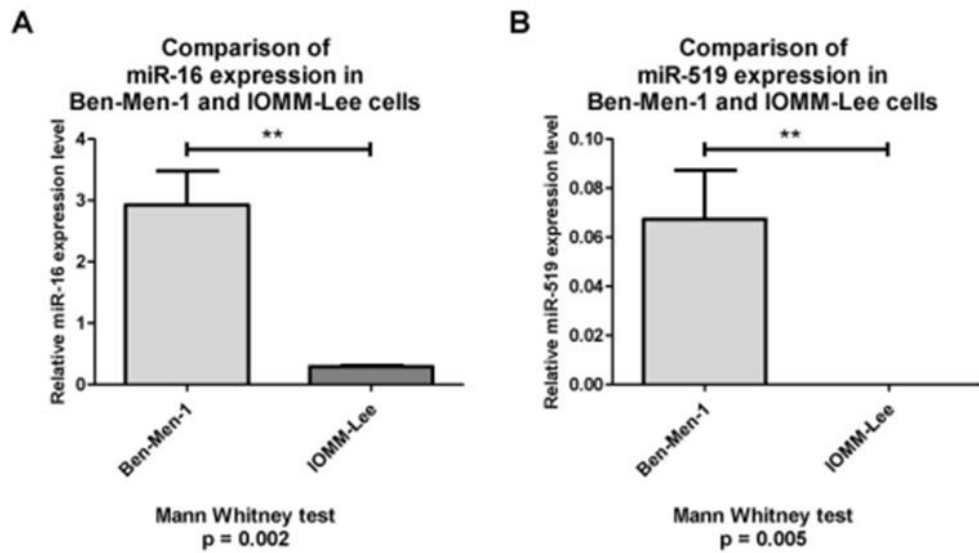 A
Comparison of
miR-16 expression in
Ben-Men-1 and IOMM-Lee cells
**
Relative miR-16 expression level
4
3
2
1
0
Ben-Men-1
IOMM-Lee
Mann Whitney test
p = 0.002
B
Comparison of
miR-519 expression in
Ben-Men-1 and IOMM-Lee cells
**
Relative miR-519 expression level
0.10
0.08
0.06
0.04
0.02
0.00
Ben-Men-1
IOMM-Lee
Mann Whitney test
p = 0.005